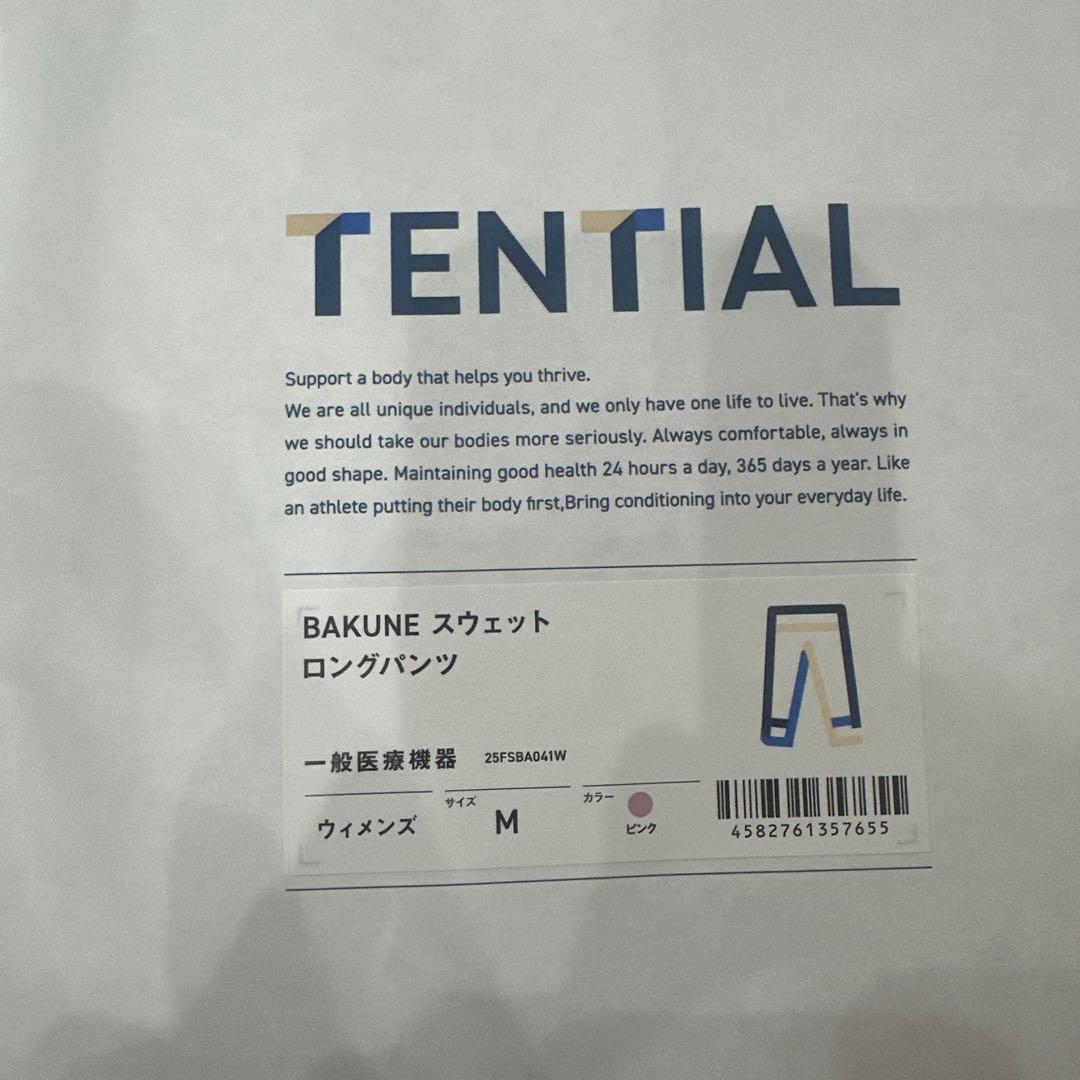 TENTIAL
Support a body that helps you thrive.
We are all unique individuals, and we only have one life to live. That's why
we should take our bodies more seriously. Always comfortable, always in
good shape. Maintaining good health 24 hours a day, 365 days a year. Like
an athlete putting their body first,Bring conditioning into your everyday life.
BAKUNE スウェット
ロングパンツ
一般医療機器 25FSBA041W
ウィメンズ
サイズ
M
カラー
ピンク
4582761357655